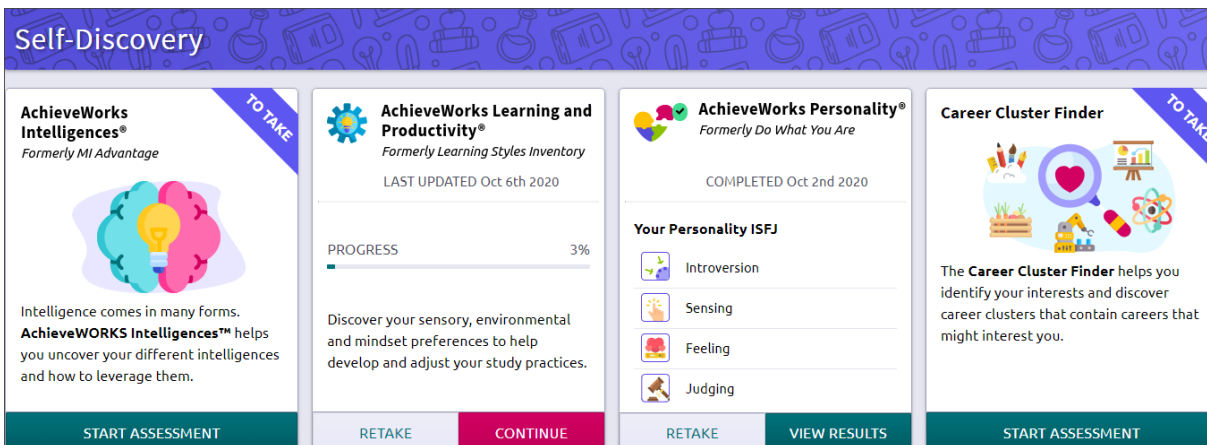 Self-Discovery
AchieveWorks
Intelligences®
Formerly MI Advantage
TO TAKE
Intelligence comes in many forms.
AchieveWORKS Intelligences™ helps
you uncover your different intelligences
and how to leverage them.
START ASSESSMENT
AchieveWorks Learning and
Productivity®
Formerly Learning Styles Inventory
LAST UPDATED Oct 6th 2020
PROGRESS 3%
Discover your sensory, environmental
and mindset preferences to help
develop and adjust your study practices.
RETAKE CONTINUE
AchieveWorks Personality®
Formerly Do What You Are
COMPLETED Oct 2nd 2020
Your Personality ISFJ
Introversion
Sensing
Feeling
Judging
RETAKE VIEW RESULTS
Career Cluster Finder
TO TAKE
The Career Cluster Finder helps you
identify your interests and discover
career clusters that contain careers that
might interest you.
START ASSESSMENT